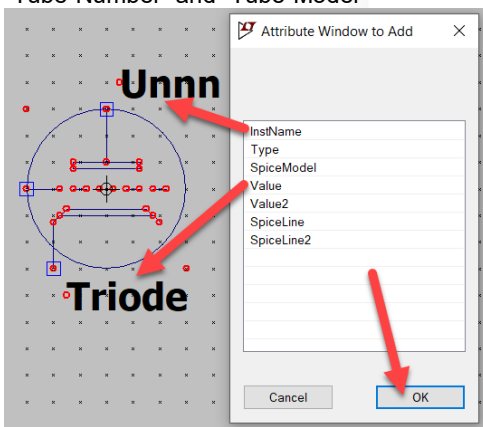 "Tube Number" and "Tube Model"
Attribute Window to Add
Unnn
InstName
Type
SpiceModel
Value
Value2
SpiceLine
SpiceLine2
Triode
Cancel
OK